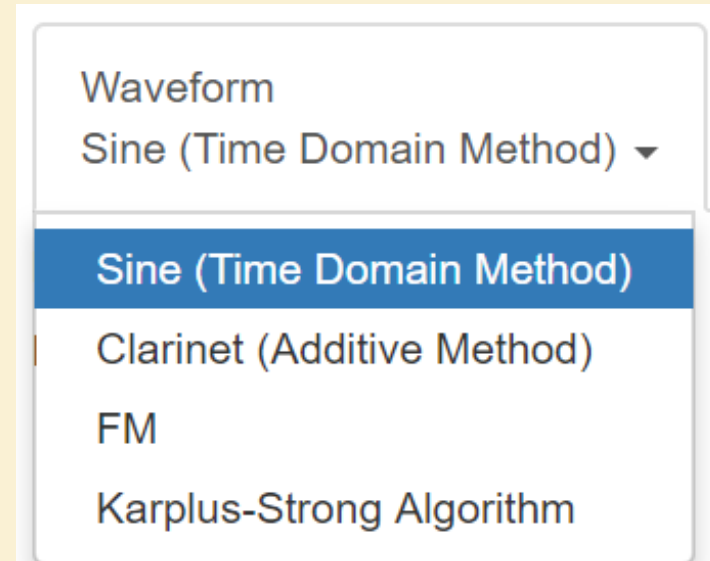 Waveform
Sine (Time Domain Method)
Sine (Time Domain Method)
Clarinet (Additive Method)
FM
Karplus-Strong Algorithm